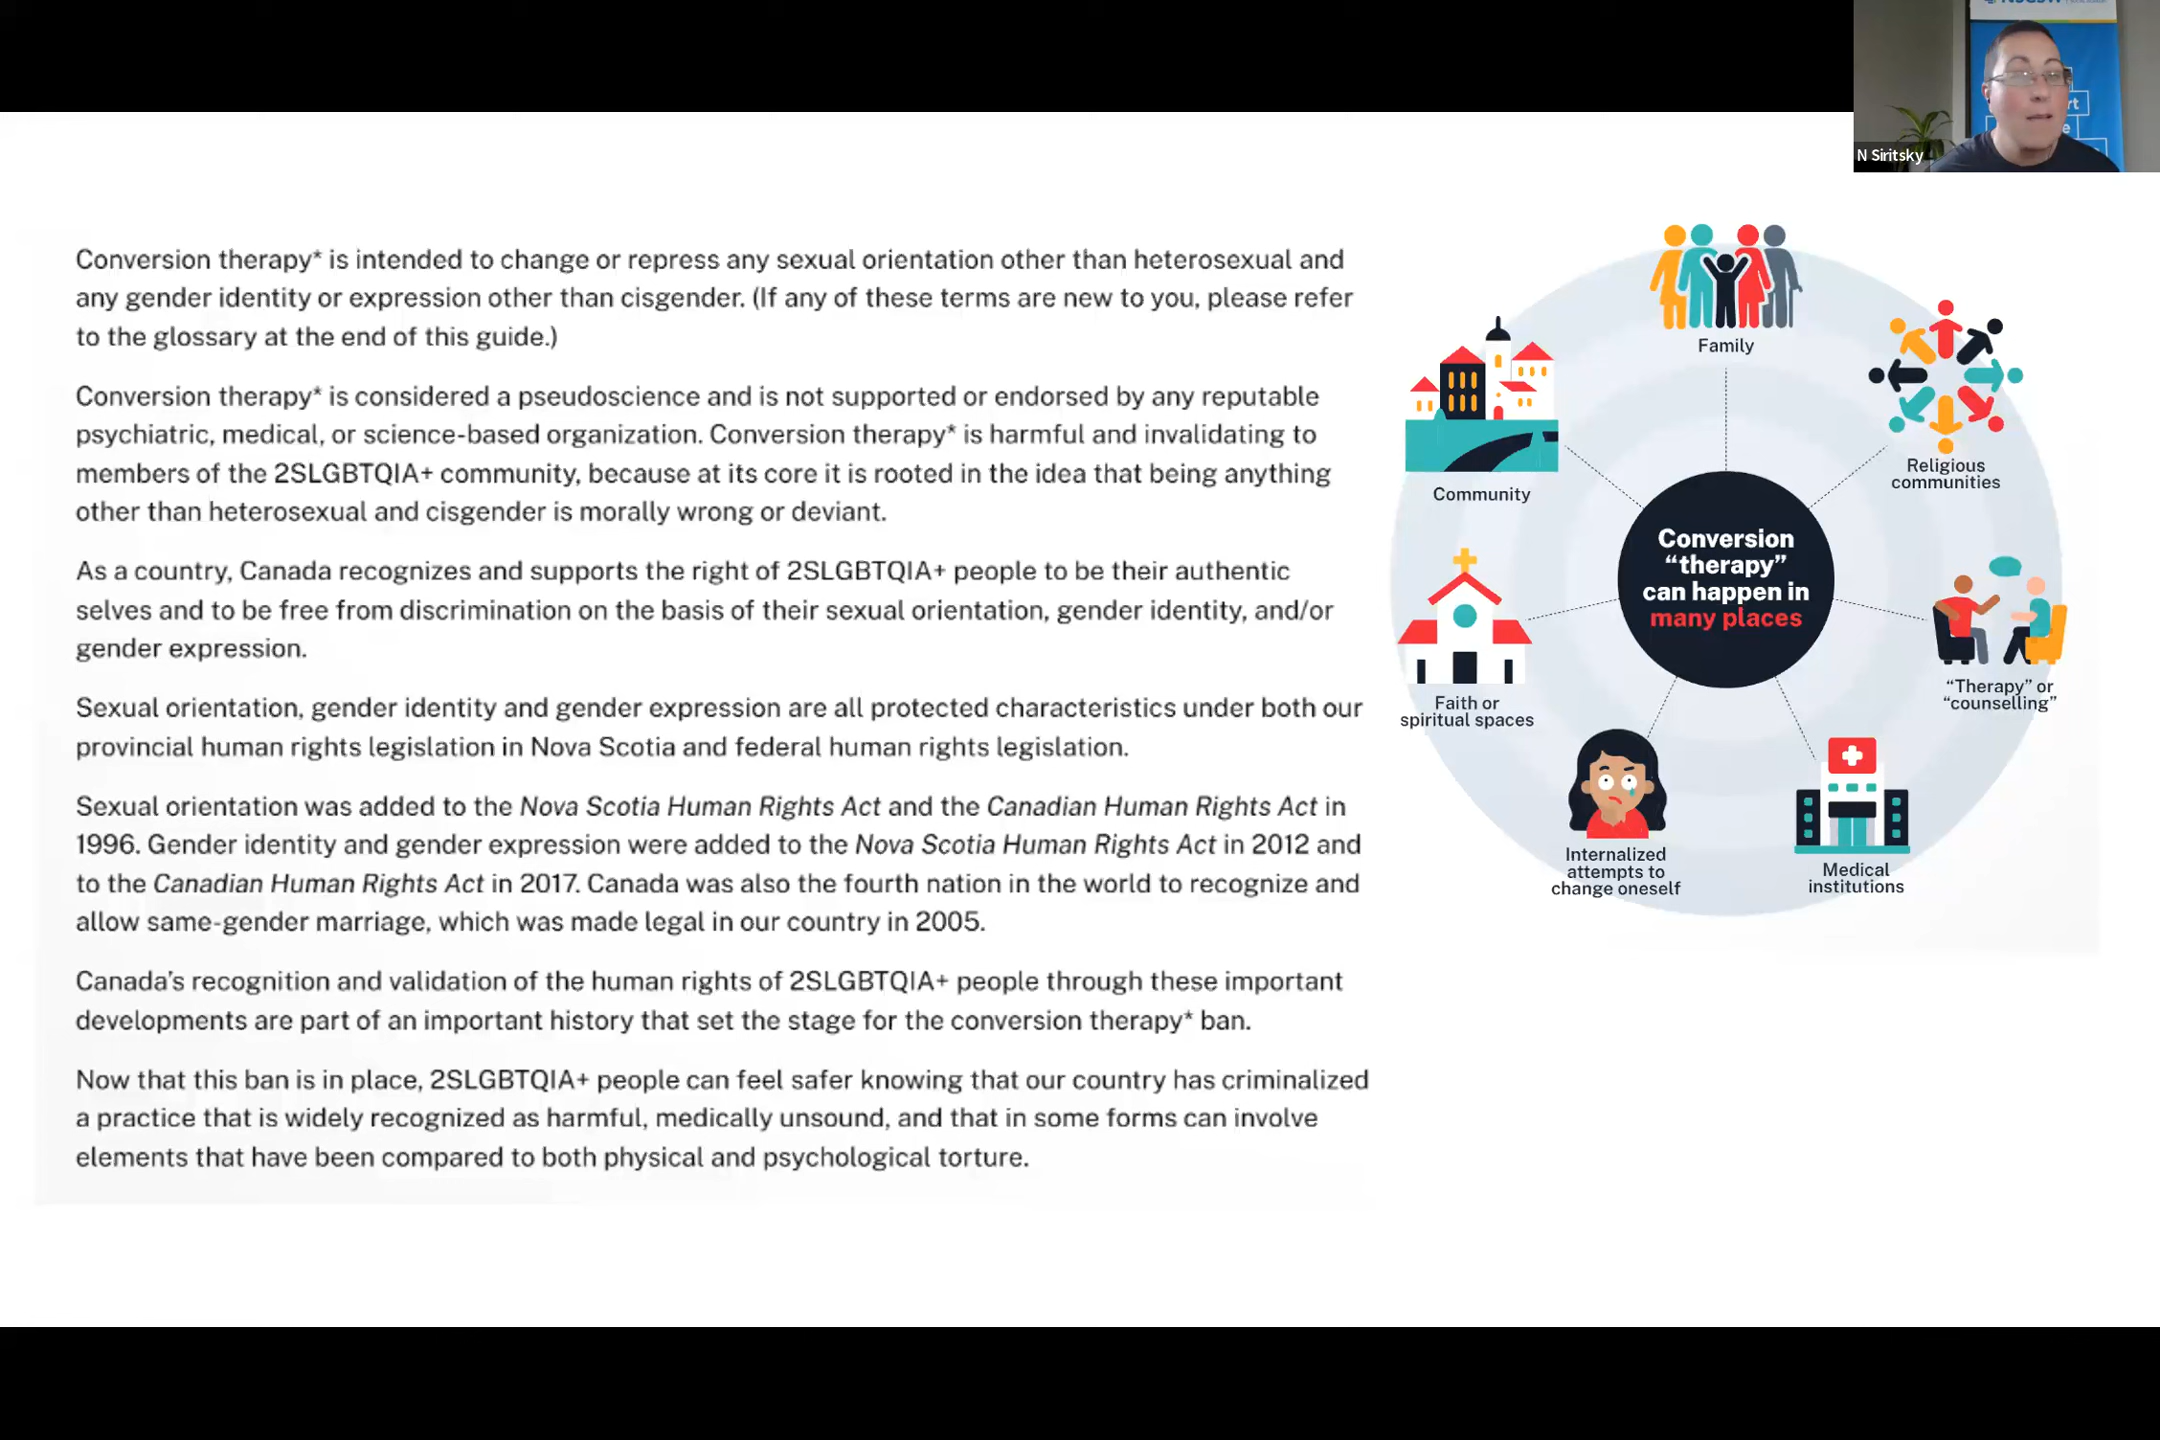 N Siritsky
Conversion therapy* is intended to change or repress any sexual orientation other than heterosexual and
any gender identity or expression other than cisgender. (If any of these terms are new to you, please refer
to the glossary at the end of this guide.)
Conversion therapy* is considered a pseudoscience and is not supported or endorsed by any reputable
psychiatric, medical, or science-based organization. Conversion therapy* is harmful and invalidating to
members of the 2SLGBTQIA+ community, because at its core it is rooted in the idea that being anything
other than heterosexual and cisgender is morally wrong or deviant.
As a country, Canada recognizes and supports the right of 2SLGBTQIA+ people to be their authentic
selves and to be free from discrimination on the basis of their sexual orientation, gender identity, and/or
gender expression.
Sexual orientation, gender identity and gender expression are all protected characteristics under both our
provincial human rights legislation in Nova Scotia and federal human rights legislation.
Sexual orientation was added to the Nova Scotia Human Rights Act and the Canadian Human Rights Act in
1996. Gender identity and gender expression were added to the Nova Scotia Human Rights Act in 2012 and
to the Canadian Human Rights Act in 2017. Canada was also the fourth nation in the world to recognize and
allow same-gender marriage, which was made legal in our country in 2005.
Canada's recognition and validation of the human rights of 2SLGBTQIA+ people through these important
developments are part of an important history that set the stage for the conversion therapy* ban.
Now that this ban is in place, 2SLGBTQIA+ people can feel safer knowing that our country has criminalized
a practice that is widely recognized as harmful, medically unsound, and that in some forms can involve
elements that have been compared to both physical and psychological torture.
Family
Religious
communities
Community
Conversion
“therapy”
can happen in
many places
“Therapy” or
“counselling”
Faith or
spiritual spaces
Internalized
attempts to
change oneself
Medical
institutions